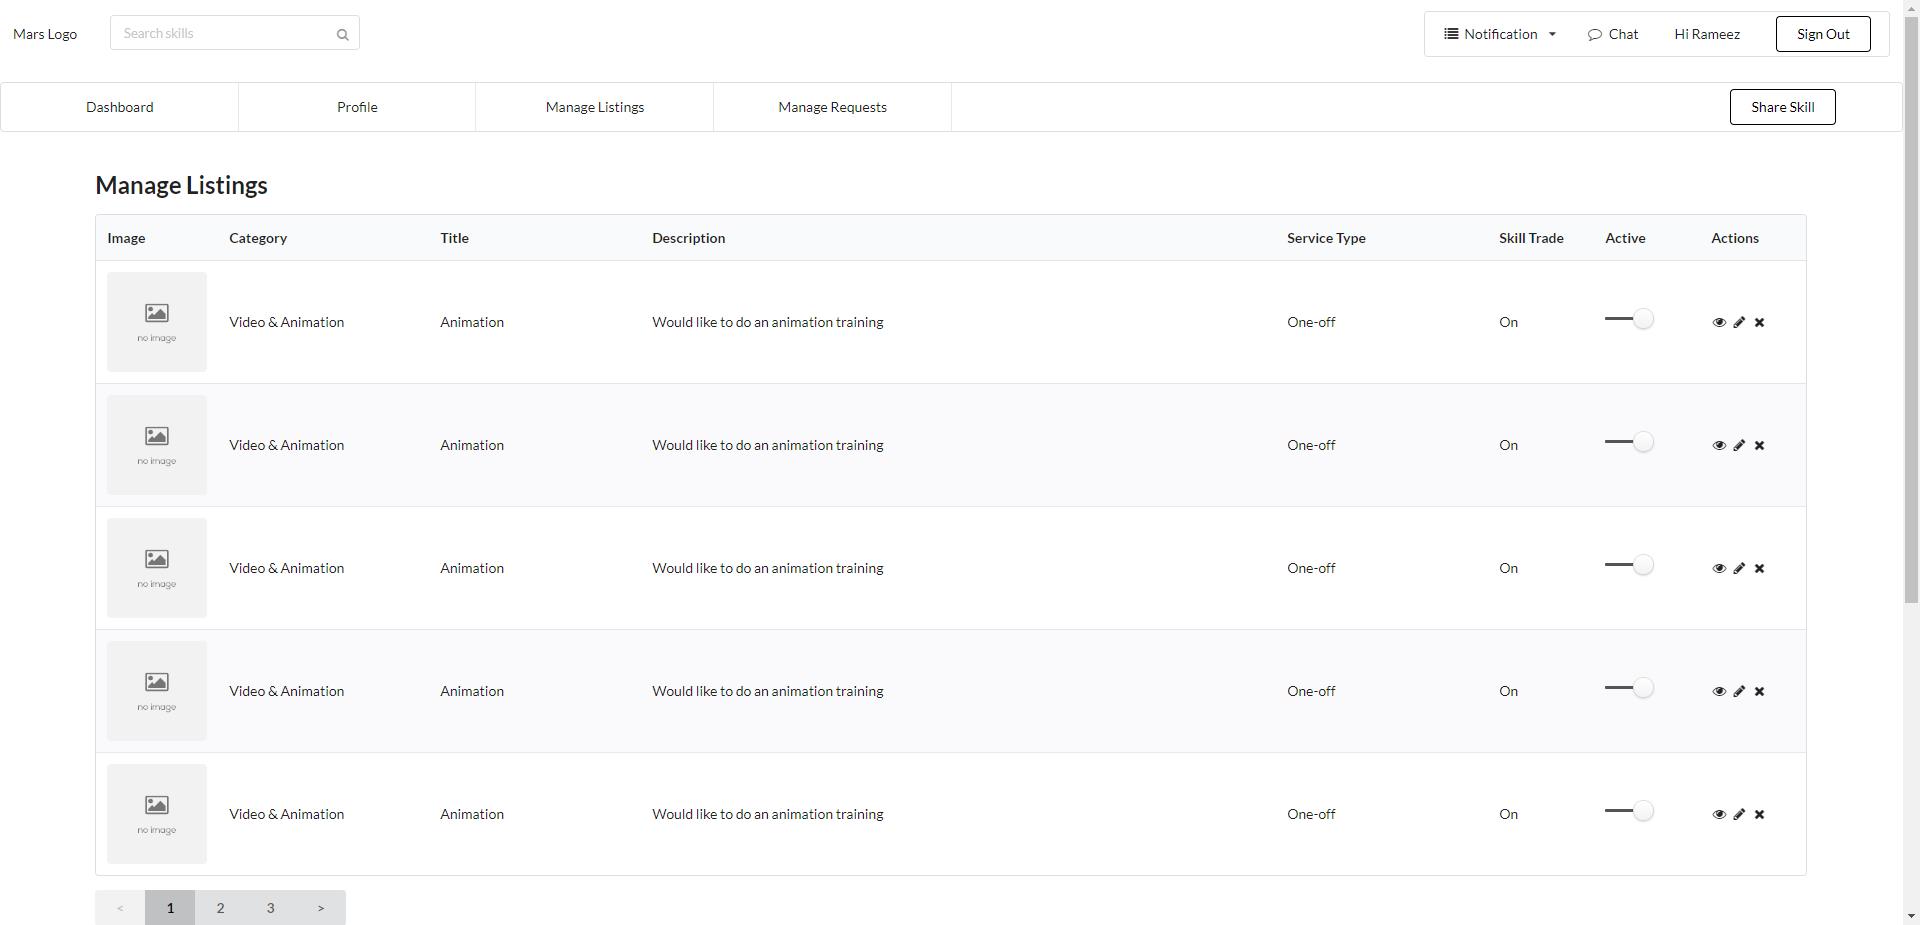 Mars Logo Search skills Notification Chat Hi Rameez Sign Out
Dashboard Profile Manage Listings Manage Requests Share Skill
Manage Listings
Image Category Title Description Service Type Skill Trade Active Actions
Video & Animation Animation Would like to do an animation training One-off On
no image
Video & Animation Animation Would like to do an animation training One-off On
no image
Video & Animation Animation Would like to do an animation training One-off On
no image
Video & Animation Animation Would like to do an animation training One-off On
no image
Video & Animation Animation Would like to do an animation training One-off On
no image
< 1 2 3 >